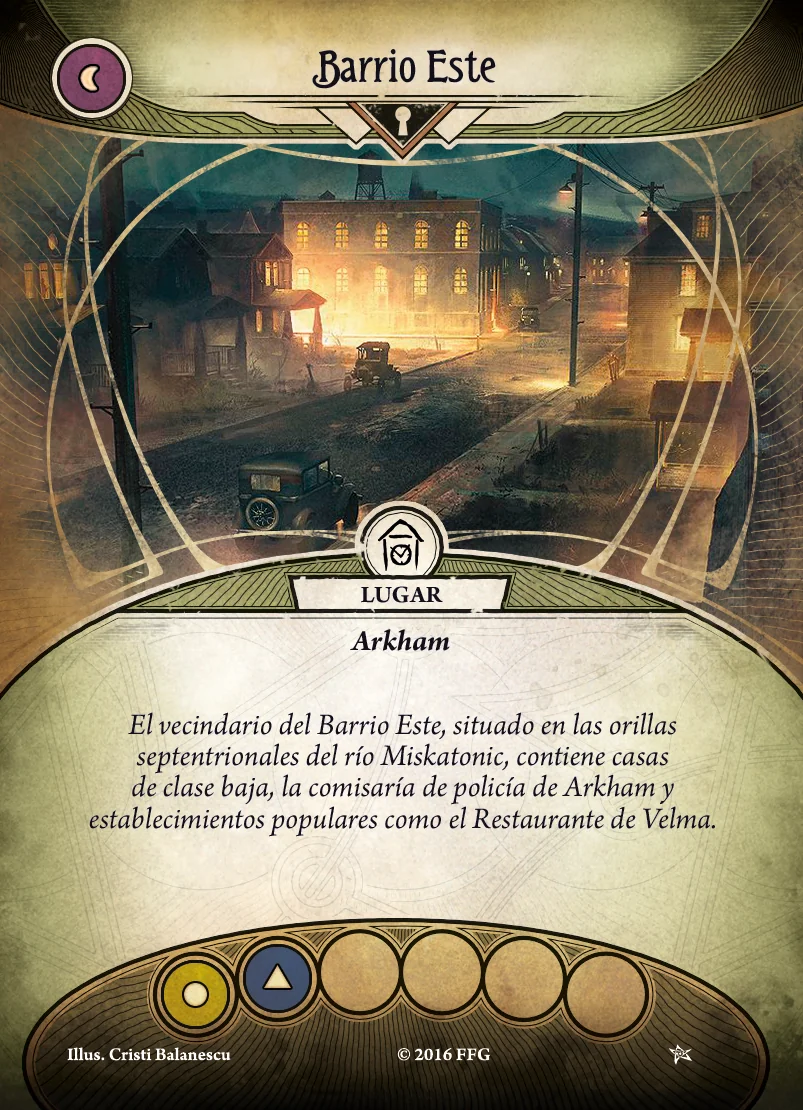 Barrio Este
LUGAR
Arkham
El vecindario del Barrio Este, situado en las orillas
septentrionales del río Miskatonic, contiene casas
de clase baja, la comisaría de policía de Arkham y
establecimientos populares como el Restaurante de Velma.
Illus. Cristi Balanescu © 2016 FFG